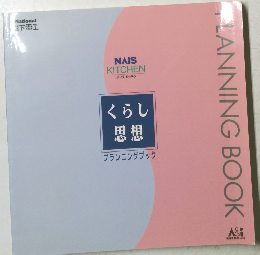 National
松下電工
NAIS
KITCHEN
くらし
思想
プランニングブック
PLANNING BOOK